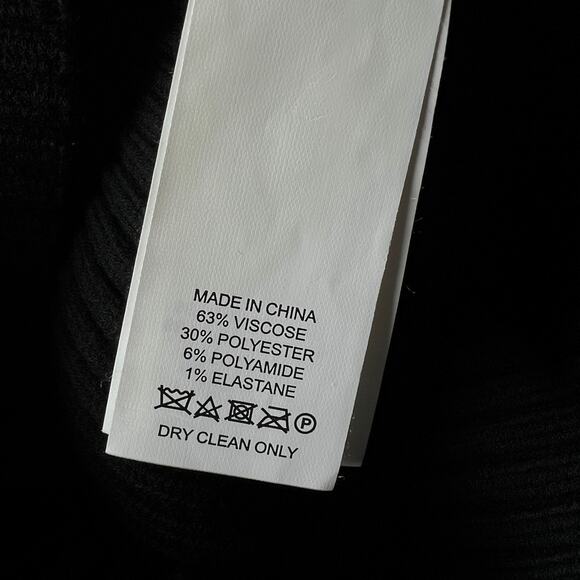 MADE IN CHINA
63% VISCOSE
30% POLYESTER
6% POLYAMIDE
1% ELASTANE
P
DRY CLEAN ONLY